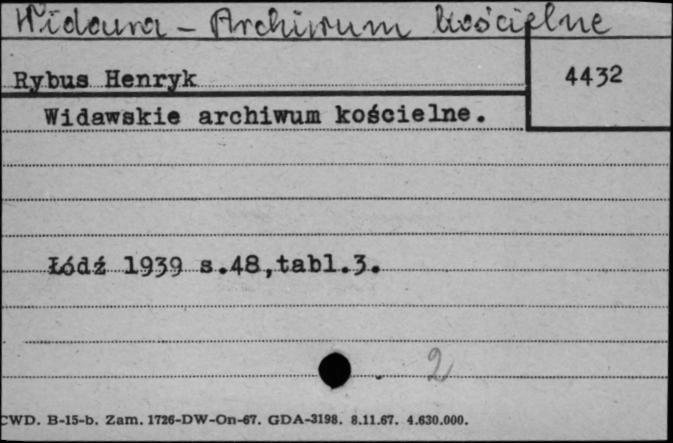 Widawa - Archiwum kościelne
Rybus Henryk
4432
Widawskie archiwum kościelne.
Łódź 1939 s.48,tabl.3.
2
CWD. B-15-b. Zam. 1726-DW-On-67. GDA-3198. 8.11.67. 4.630.000.